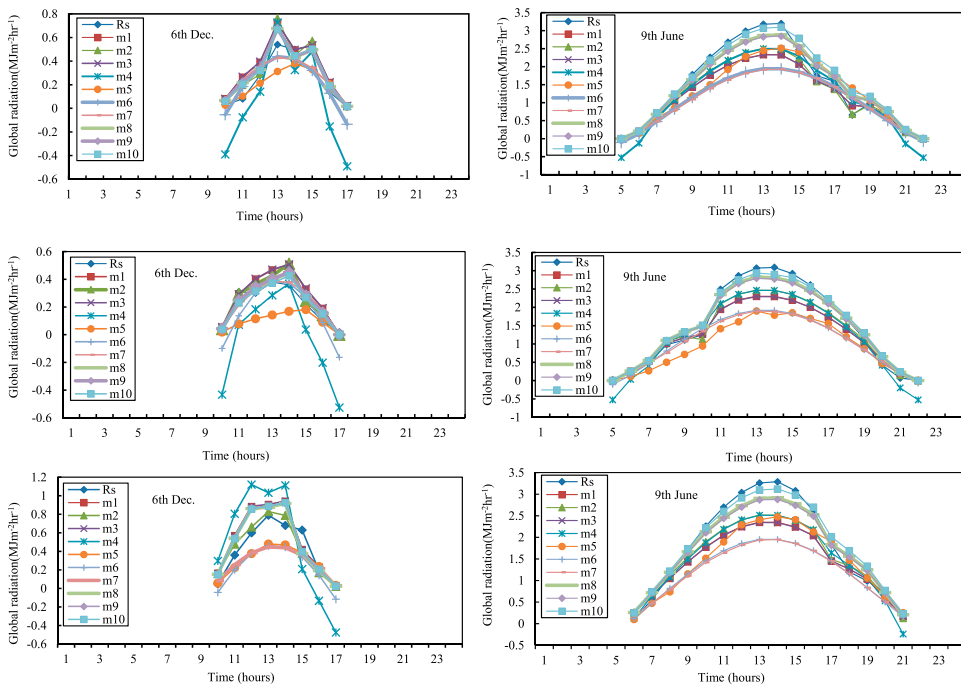 0.8
0.6
0.4
0.2
0
-0.2
-0.4
-0.6
Global radiation(MJm-2hr-1)
6th Dec.
Rs
m1
m2
m3
m4
m5
m6
m7
m8
m9
m10
1 3 5 7 9 11 13 15 17 19 21 23
Time (hours)
3.5
3
2.5
2
1.5
1
0.5
0
-0.5
-1
Global radiation(MJm-2hr-1)
9th June
Rs
m1
m2
m3
m4
m5
m6
m7
m8
m9
m10
1 3 5 7 9 11 13 15 17 19 21 23
Time (hours)
0.6
0.4
0.2
0
-0.2
-0.4
-0.6
Global radiation(MJm-2hr-1)
6th Dec.
Rs
m1
m2
m3
m4
m5
m6
m7
m8
m9
m10
1 3 5 7 9 11 13 15 17 19 21 23
Time (hours)
3.5
3
2.5
2
1.5
1
0.5
0
-0.5
-1
Global radiation(MJm-2hr-1)
9th June
Rs
m1
m2
m3
m4
m5
m6
m7
m8
m9
m10
1 3 5 7 9 11 13 15 17 19 21 23
Time (hours)
1.2
1
0.8
0.6
0.4
0.2
0
-0.2
-0.4
-0.6
Global radiation(MJm-2hr-1)
6th Dec.
Rs
m1
m2
m3
m4
m5
m6
m7
m8
m9
m10
1 3 5 7 9 11 13 15 17 19 21 23
Time (hours)
3.5
3
2.5
2
1.5
1
0.5
0
-0.5
Global radiation(MJm-2hr-1)
9th June
Rs
m1
m2
m3
m4
m5
m6
m7
m8
m9
m10
1 3 5 7 9 11 13 15 17 19 21 23
Time (hours)